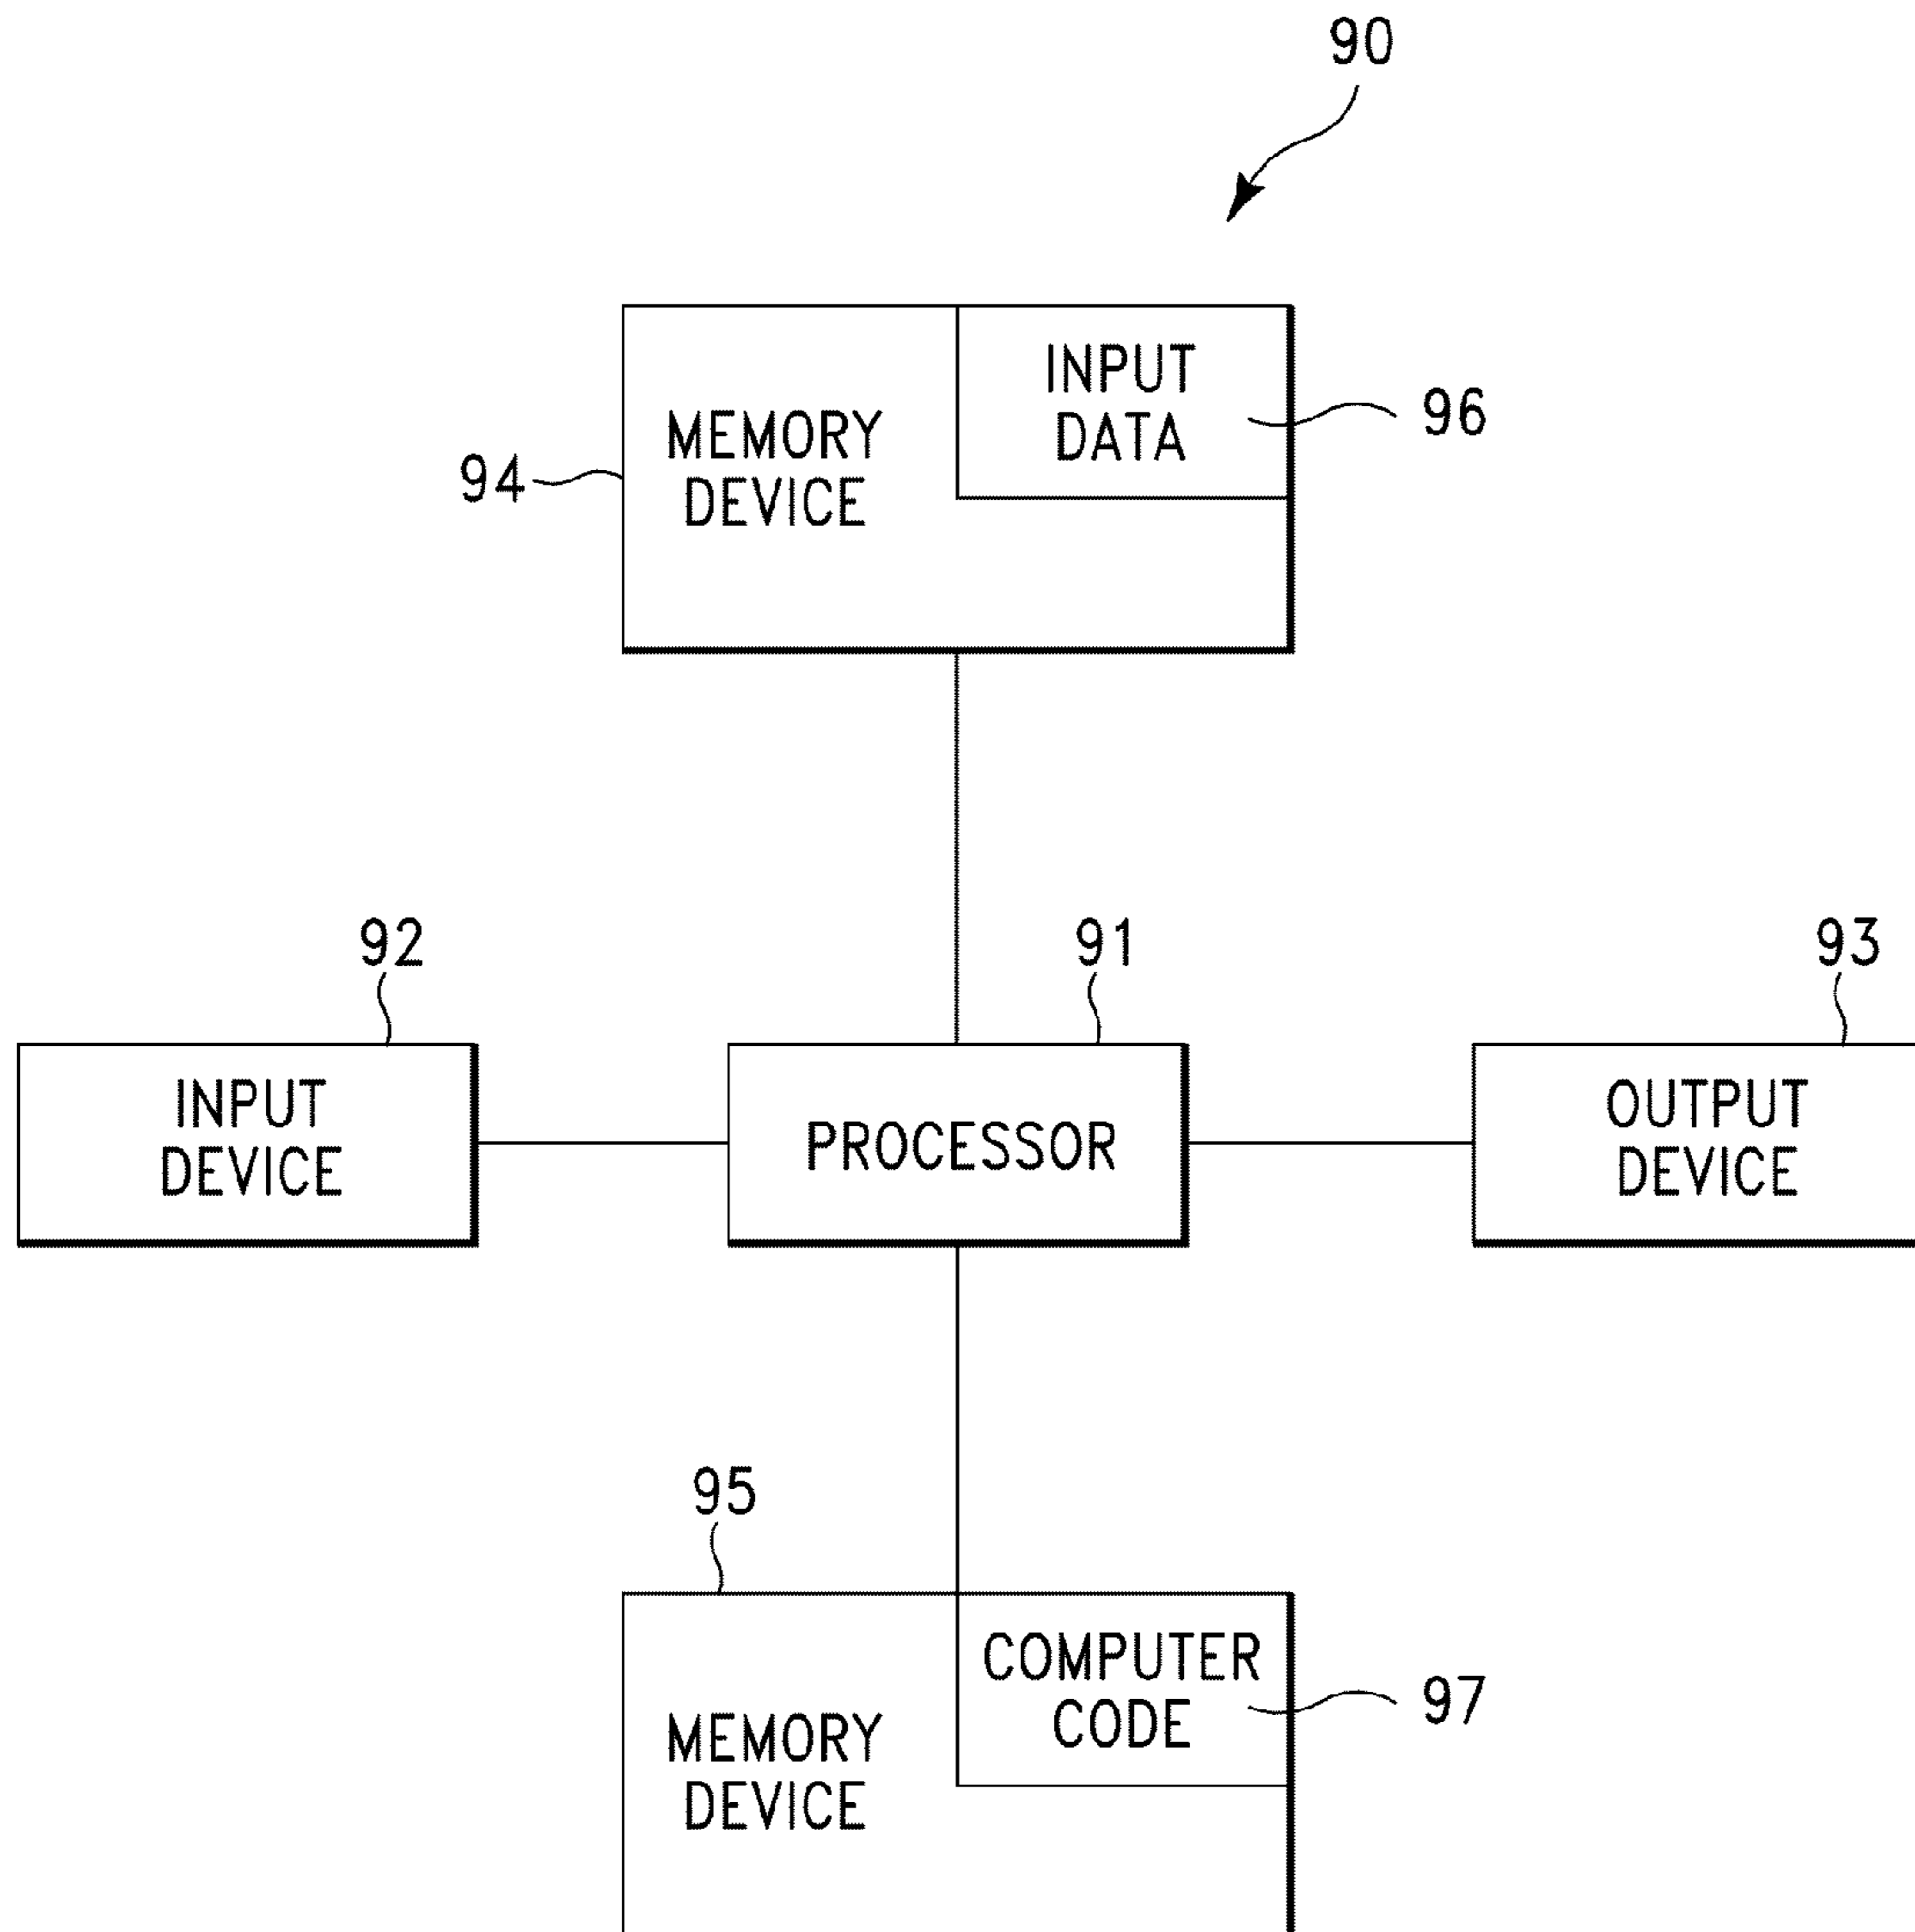 90
INPUT
DATA
96
MEMORY
DEVICE
94
92
91
93
INPUT
DEVICE
PROCESSOR
OUTPUT
DEVICE
95
COMPUTER
CODE
97
MEMORY
DEVICE